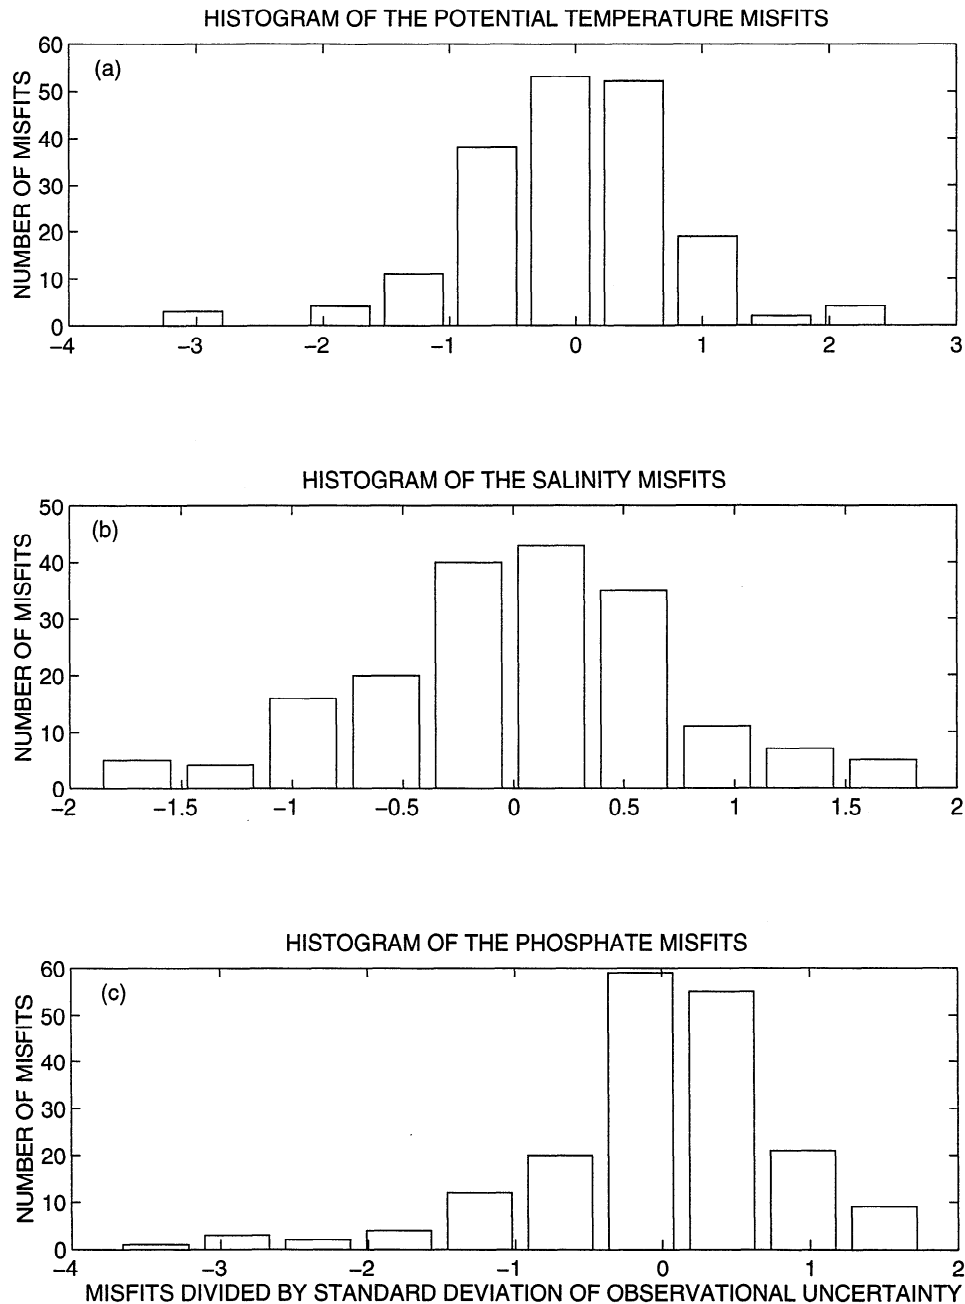 HISTOGRAM OF THE POTENTIAL TEMPERATURE MISFITS
(a)
NUMBER OF MISFITS
60
50
40
30
20
10
0
−4 −3 −2 −1 0 1 2 3
HISTOGRAM OF THE SALINITY MISFITS
(b)
NUMBER OF MISFITS
50
40
30
20
10
0
−2 −1.5 −1 −0.5 0 0.5 1 1.5 2
HISTOGRAM OF THE PHOSPHATE MISFITS
(c)
NUMBER OF MISFITS
60
50
40
30
20
10
0
−4 −3 −2 −1 0 1 2
MISFITS DIVIDED BY STANDARD DEVIATION OF OBSERVATIONAL UNCERTAINTY